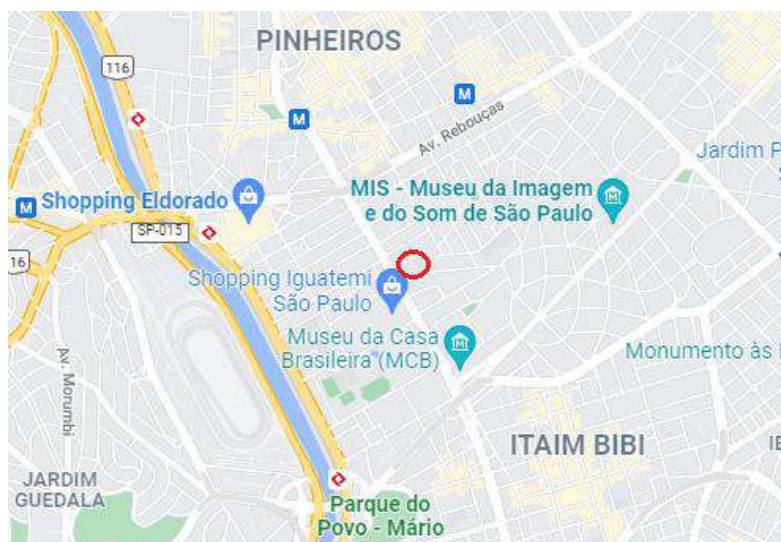 PINHEIROS
116
M
M
Av. Rebouças
Jardim P
Shopping Eldorado
M
MIS - Museu da Imagem
e do Som de São Paulo
SP-015
16
Shopping Iguatemi
São Paulo
Museu da Casa
Brasileira (MCB)
Monumento às
Av. Morumbi
ITAIM BIBI
JARDIM
GUEDALA
Parque do
Povo - Mário